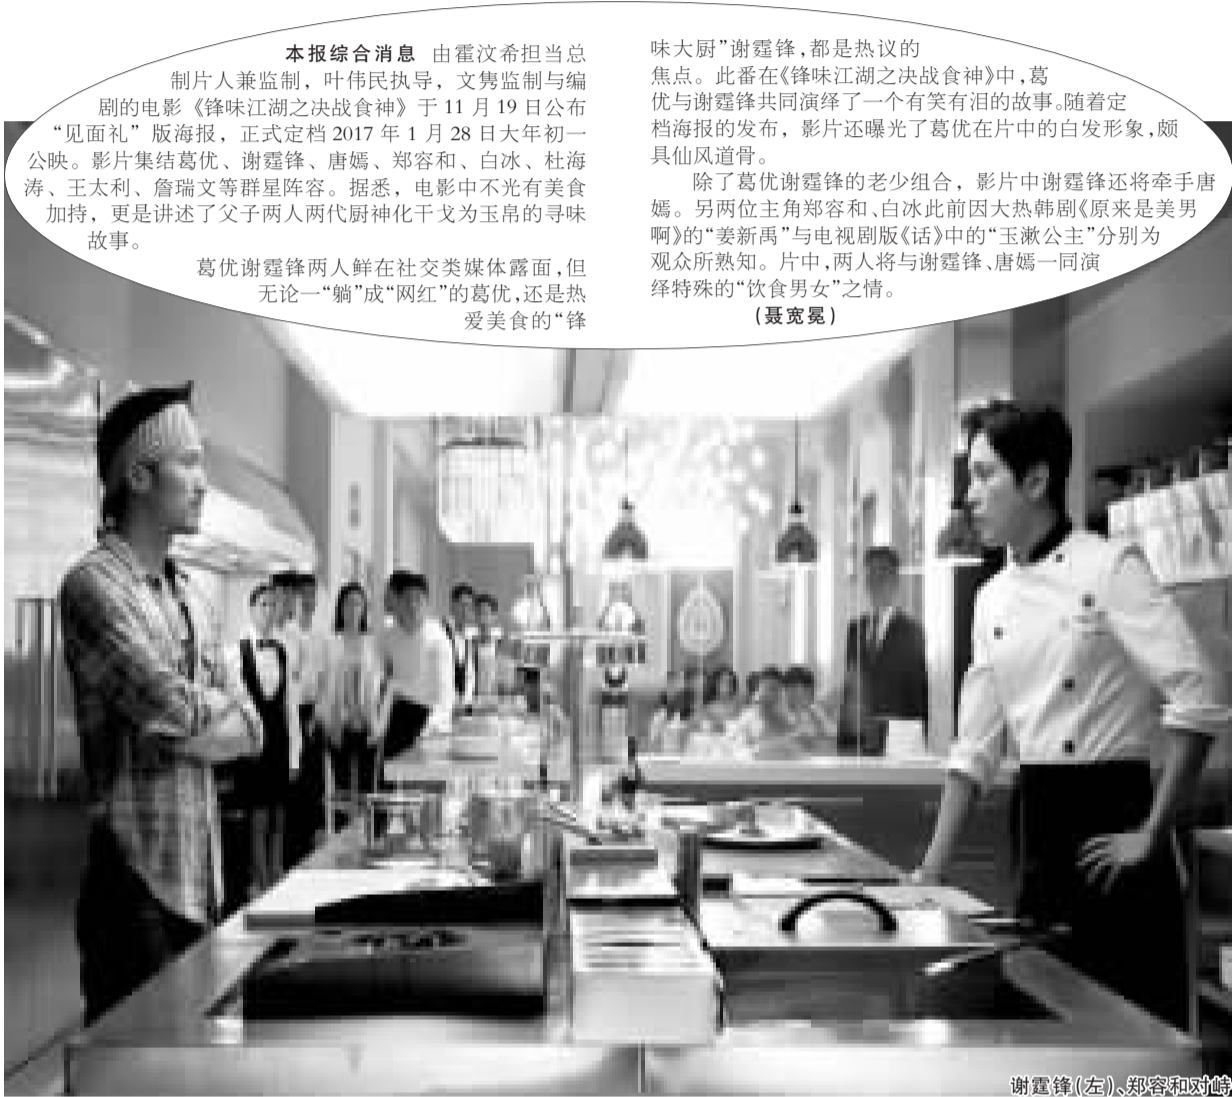 本报综合消息 由霍汶希担当总
制片人兼监制，叶伟民执导，文隽监制与编
剧的电影《锋味江湖之决战食神》于 11 月 19 日公布
“见面礼”版海报，正式定档 2017 年 1 月 28 日大年初一
公映。影片集结葛优、谢霆锋、唐嫣、郑容和、白冰、杜海
涛、王太利、詹瑞文等群星阵容。据悉，电影中不光有美食
加持，更是讲述了父子两人两代厨神化干戈为玉帛的寻味
故事。
葛优谢霆锋两人鲜在社交类媒体露面，但
无论一“躺”成“网红”的葛优，还是热
爱美食的“锋
味大厨”谢霆锋，都是热议的
焦点。此番在《锋味江湖之决战食神》中，葛
优与谢霆锋共同演绎了一个有笑有泪的故事。随着定
档海报的发布，影片还曝光了葛优在片中的白发形象，颇
具仙风道骨。
除了葛优谢霆锋的老少组合，影片中谢霆锋还将牵手唐
嫣。另两位主角郑容和、白冰此前因大热韩剧《原来是美男
啊》的“姜新禹”与电视剧版《话》中的“玉漱公主”分别为
观众所熟知。片中，两人将与谢霆锋、唐嫣一同演
绎特殊的“饮食男女”之情。
(聂宽冕)
谢霆锋(左)、郑容和对峙